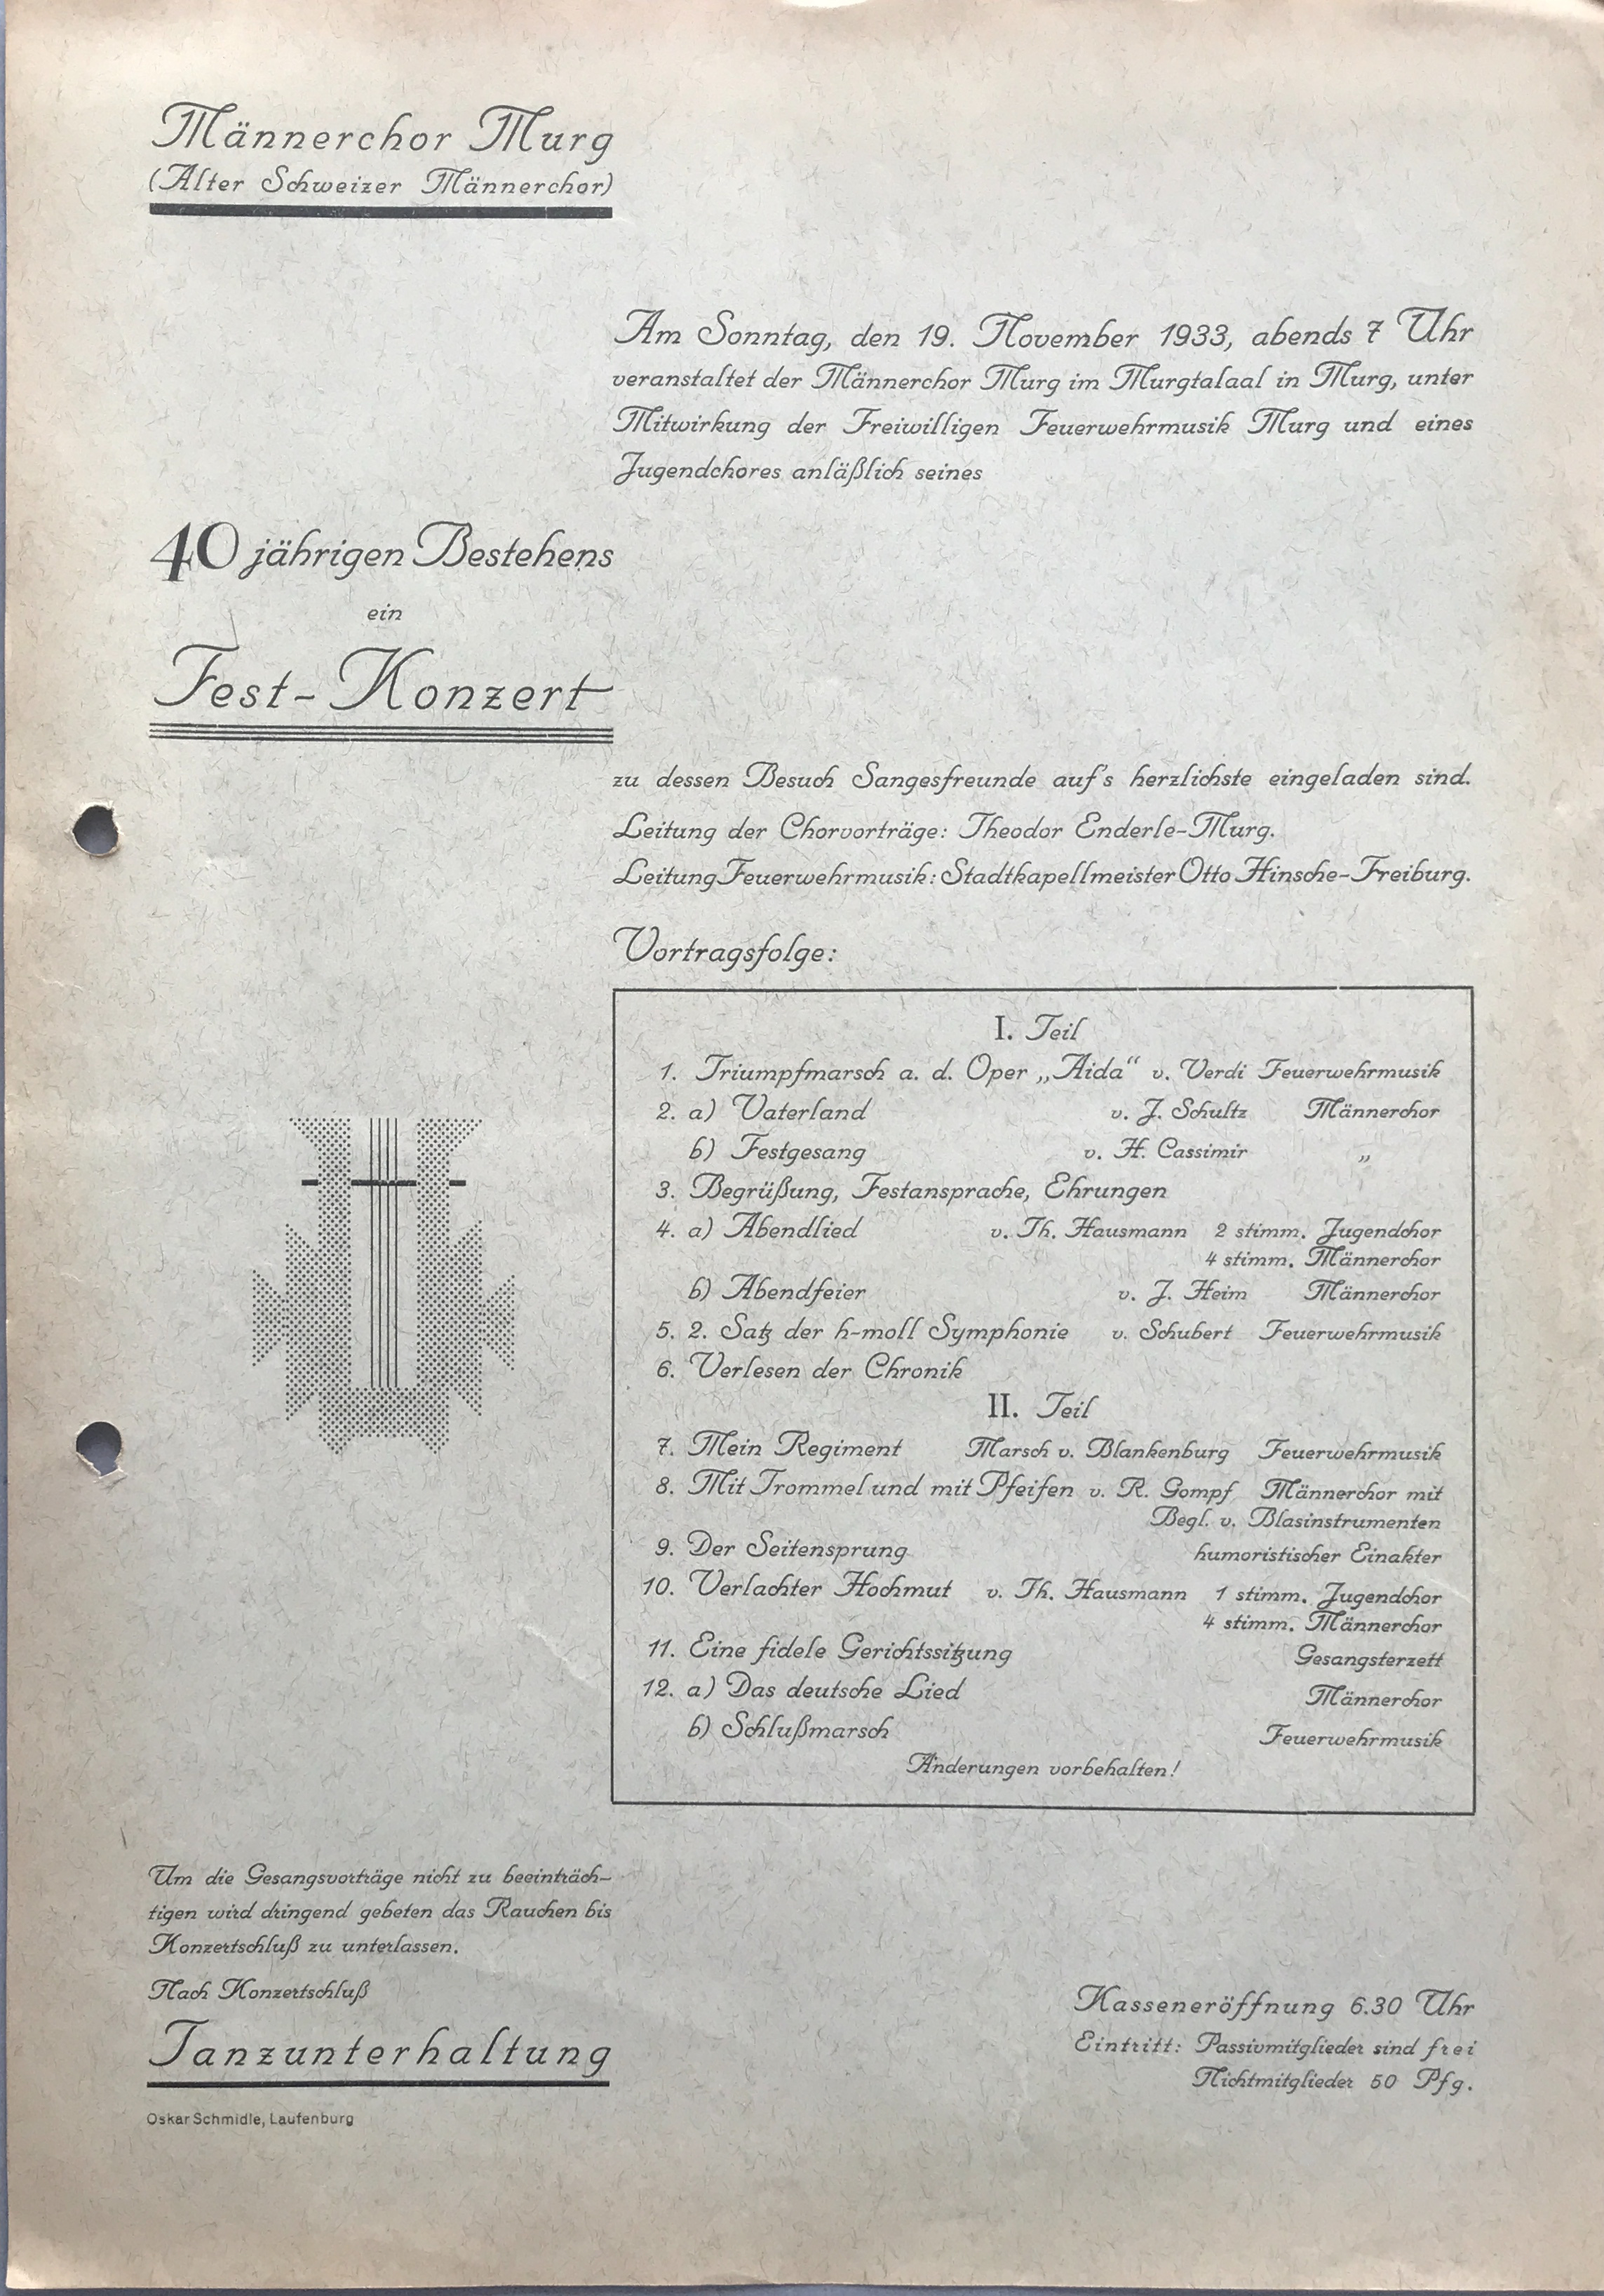 Männerchor Murg
(Alter Schweizer Männerchor)
Am Sonntag, den 19. November 1933, abends 7 Uhr
veranstaltet der Männerchor Murg im Murgtalaal in Murg, unter
Mitwirkung der Freiwilligen Feuerwehrmusik Murg und eines
Jugendchores anläßlich seines
40 jährigen Bestehens
ein
Fest-Konzert
zu dessen Besuch Sangesfreunde auf's herzlichste eingeladen sind.
Leitung der Chorvorträge: Theodor Enderle-Murg.
Leitung Feuerwehrmusik: Stadtkapellmeister Otto Hinsche-Freiburg.
Vortragsfolge:
I. Teil
1. Triumpfmarsch a. d. Oper „Aida“ v. Verdi Feuerwehrmusik
2. a) Vaterland v. J. Schultz Männerchor
b) Festgesang v. H. Cassimir „
3. Begrüßung, Festansprache, Ehrungen
4. a) Abendlied v. Th. Hausmann 2 stimm. Jugendchor
4 stimm. Männerchor
b) Abendfeier v. J. Heim Männerchor
5. 2. Satz der h-moll Symphonie v. Schubert Feuerwehrmusik
6. Verlesen der Chronik
II. Teil
7. Mein Regiment Marsch v. Blankenburg Feuerwehrmusik
8. Mit Trommel und mit Pfeifen v. R. Gompf Männerchor mit
Begl. v. Blasinstrumenten
9. Der Seitensprung humoristischer Einakter
10. Verlachter Hochmut v. Th. Hausmann 1 stimm. Jugendchor
4 stimm. Männerchor
11. Eine fidele Gerichtssitzung Gesangsterzett
12. a) Das deutsche Lied Männerchor
b) Schlußmarsch Feuerwehrmusik
Änderungen vorbehalten!
Um die Gesangsvorträge nicht zu beeinträch-
tigen wird dringend gebeten das Rauchen bis
Konzertschluß zu unterlassen.
Nach Konzertschluß
Tanzunterhaltung
Oskar Schmidle, Laufenburg
Kasseneröffnung 6.30 Uhr
Eintritt: Passivmitglieder sind frei
Nichtmitglieder 50 Pfg.